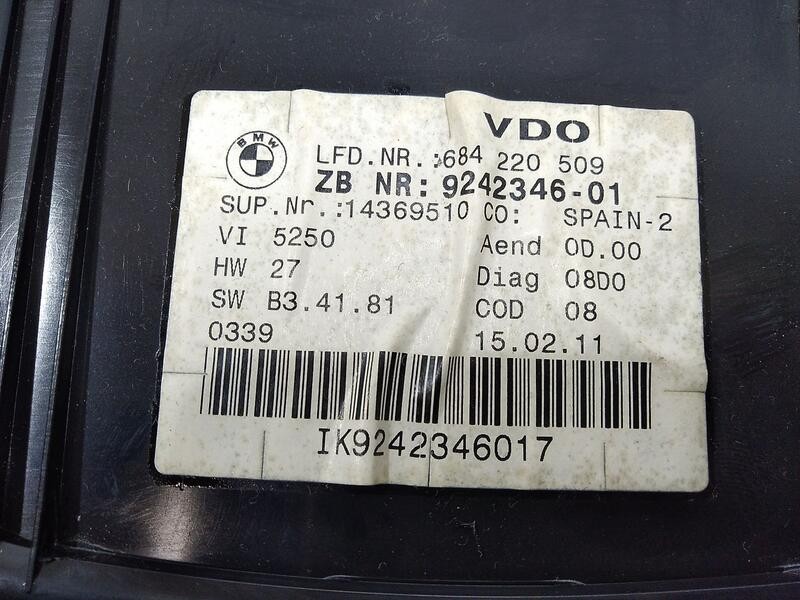 VDO
BMW
LFD.NR.:684 220 509
ZB NR: 9242346-01
SUP.Nr.:14369510 CO: SPAIN-2
VI 5250 Aend 0D.00
HW 27 Diag 08D0
SW B3.41.81 COD 08
0339 15.02.11
IK9242346017